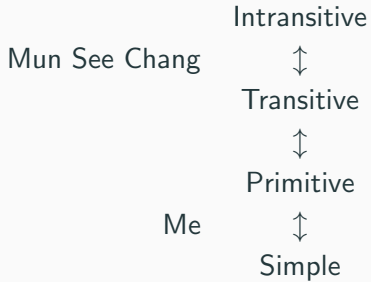 Intransitive
Mun See Chang ↕
Transitive
↕
Primitive
Me ↕
Simple